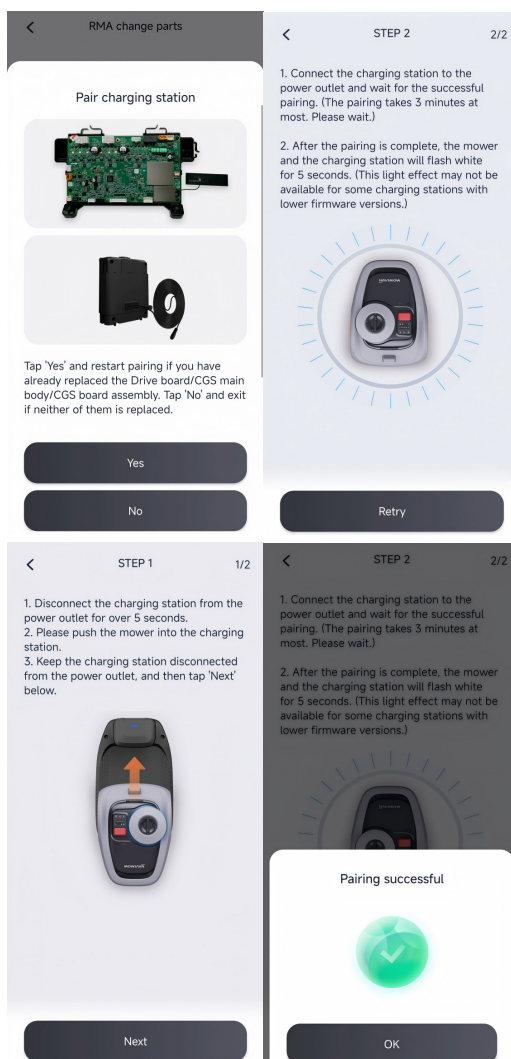 RMA change parts
Pair charging station
Tap 'Yes' and restart pairing if you have
already replaced the Drive board/CGS main
body/CGS board assembly. Tap 'No' and exit
if neither of them is replaced.
Yes
No
STEP 2
2/2
1. Connect the charging station to the
power outlet and wait for the successful
pairing. (The pairing takes 3 minutes at
most. Please wait.)
2. After the pairing is complete, the mower
and the charging station will flash white
for 5 seconds. (This light effect may not be
available for some charging stations with
lower firmware versions.)
Retry
STEP 1
1/2
1. Disconnect the charging station from the
power outlet for over 5 seconds.
2. Please push the mower into the charging
station.
3. Keep the charging station disconnected
from the power outlet, and then tap 'Next'
below.
Next
STEP 2
2/2
1. Connect the charging station to the
power outlet and wait for the successful
pairing. (The pairing takes 3 minutes at
most. Please wait.)
2. After the pairing is complete, the mower
and the charging station will flash white
for 5 seconds. (This light effect may not be
available for some charging stations with
lower firmware versions.)
Pairing successful
OK